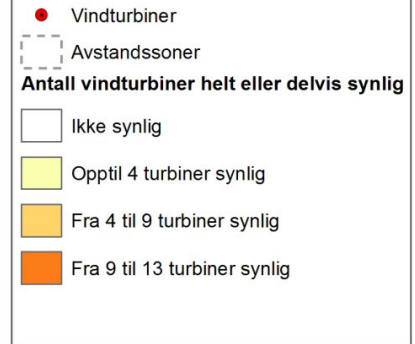 Vindturbiner
Avstandssoner
Antall vindturbiner helt eller delvis synlig
Ikke synlig
Opptil 4 turbiner synlig
Fra 4 til 9 turbiner synlig
Fra 9 til 13 turbiner synlig